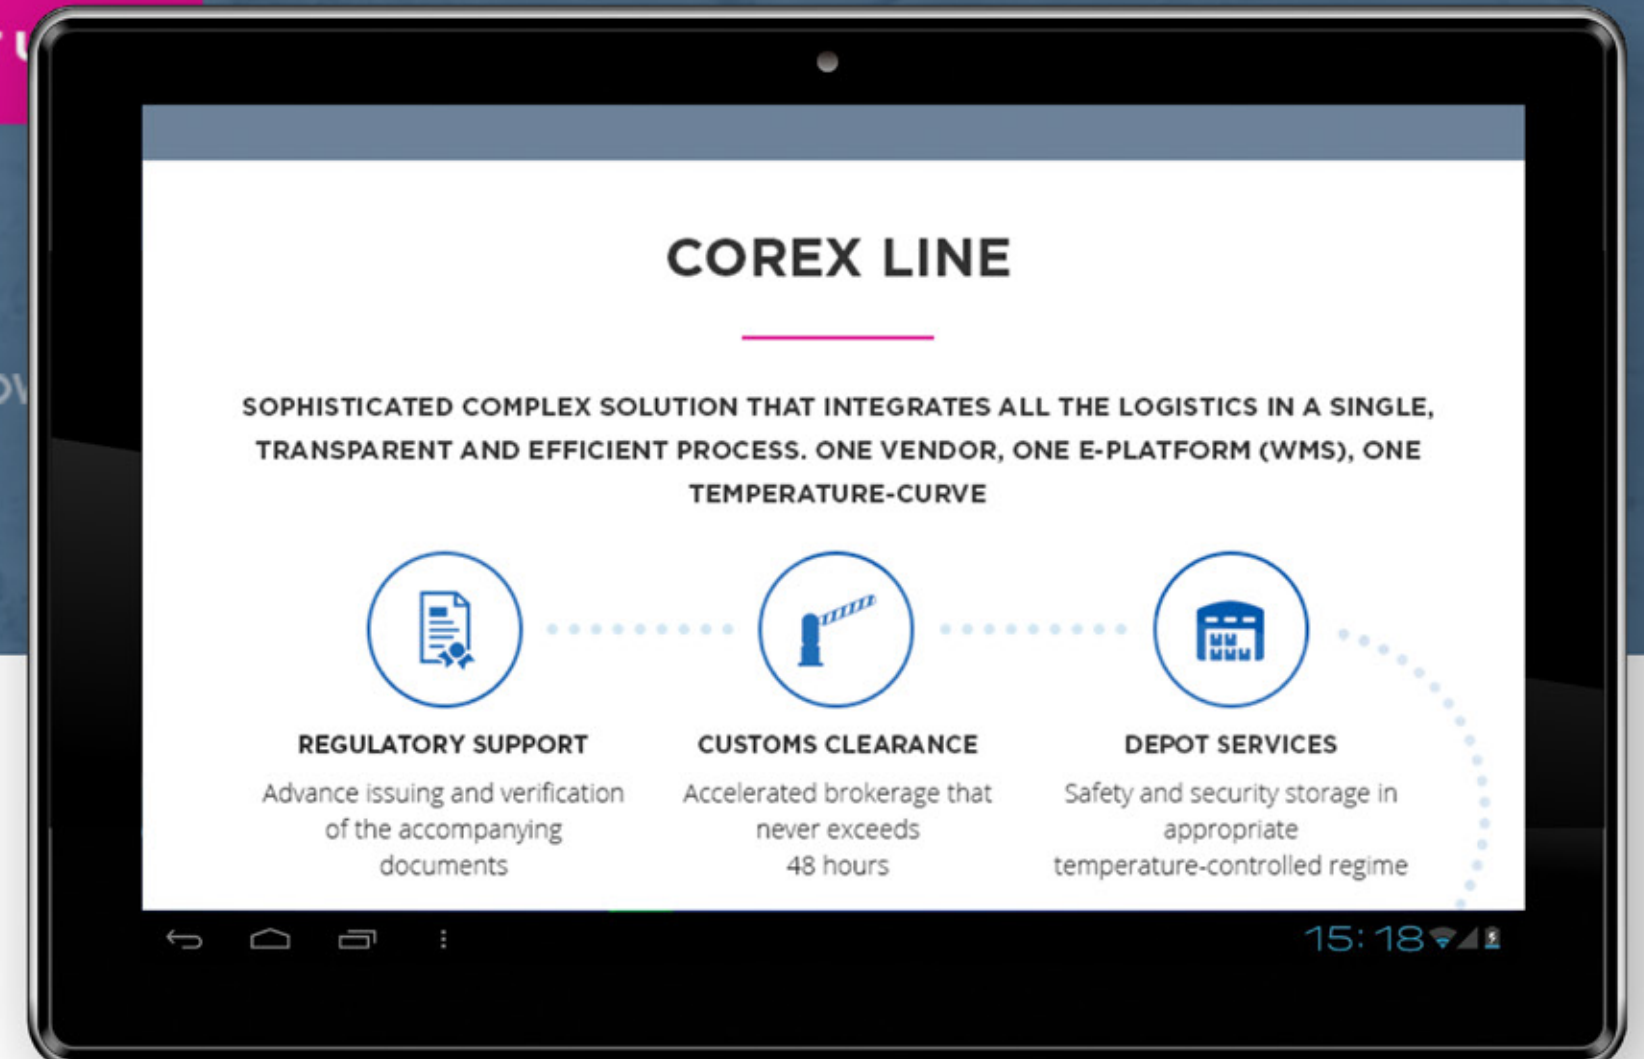 COREX LINE
SOPHISTICATED COMPLEX SOLUTION THAT INTEGRATES ALL THE LOGISTICS IN A SINGLE,
TRANSPARENT AND EFFICIENT PROCESS. ONE VENDOR, ONE E-PLATFORM (WMS), ONE
TEMPERATURE-CURVE
REGULATORY SUPPORT
Advance issuing and verification
of the accompanying
documents
CUSTOMS CLEARANCE
Accelerated brokerage that
never exceeds
48 hours
DEPOT SERVICES
Safety and security storage in
appropriate
temperature-controlled regime
15:18